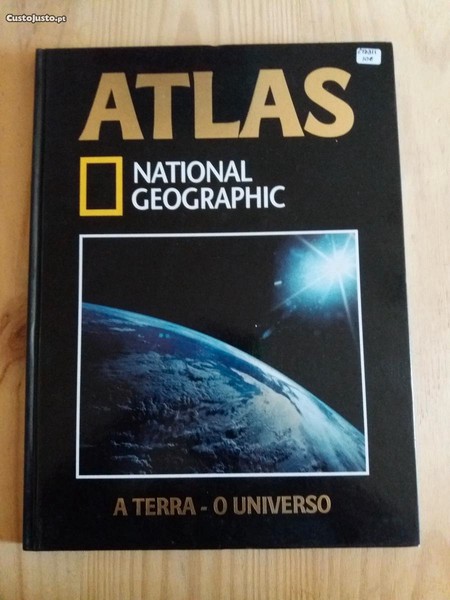 CustoJusto.pt
ATLAS
NATIONAL
GEOGRAPHIC
A TERRA - O UNIVERSO